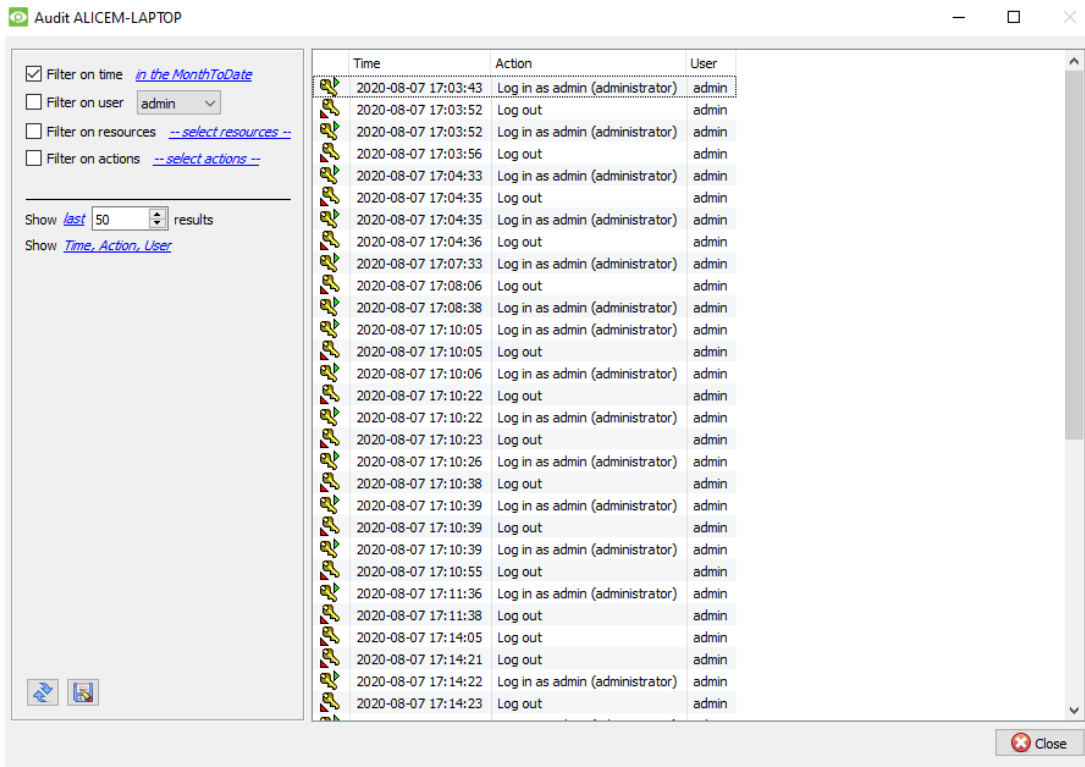 Audit ALICEM-LAPTOP
Filter on time in the MonthToDate
Filter on user admin
Filter on resources -- select resources --
Filter on actions -- select actions --
Show last 50 results
Show Time, Action, User
Time Action User
2020-08-07 17:03:43 Log in as admin (administrator) admin
2020-08-07 17:03:52 Log out admin
2020-08-07 17:03:52 Log in as admin (administrator) admin
2020-08-07 17:03:56 Log out admin
2020-08-07 17:04:33 Log in as admin (administrator) admin
2020-08-07 17:04:35 Log out admin
2020-08-07 17:04:35 Log in as admin (administrator) admin
2020-08-07 17:04:36 Log out admin
2020-08-07 17:07:33 Log in as admin (administrator) admin
2020-08-07 17:08:06 Log out admin
2020-08-07 17:08:38 Log in as admin (administrator) admin
2020-08-07 17:10:05 Log in as admin (administrator) admin
2020-08-07 17:10:05 Log out admin
2020-08-07 17:10:06 Log in as admin (administrator) admin
2020-08-07 17:10:22 Log out admin
2020-08-07 17:10:22 Log in as admin (administrator) admin
2020-08-07 17:10:23 Log out admin
2020-08-07 17:10:26 Log in as admin (administrator) admin
2020-08-07 17:10:38 Log out admin
2020-08-07 17:10:39 Log in as admin (administrator) admin
2020-08-07 17:10:39 Log out admin
2020-08-07 17:10:39 Log in as admin (administrator) admin
2020-08-07 17:10:55 Log out admin
2020-08-07 17:11:36 Log in as admin (administrator) admin
2020-08-07 17:11:38 Log out admin
2020-08-07 17:14:05 Log out admin
2020-08-07 17:14:21 Log out admin
2020-08-07 17:14:22 Log in as admin (administrator) admin
2020-08-07 17:14:23 Log out admin
Close